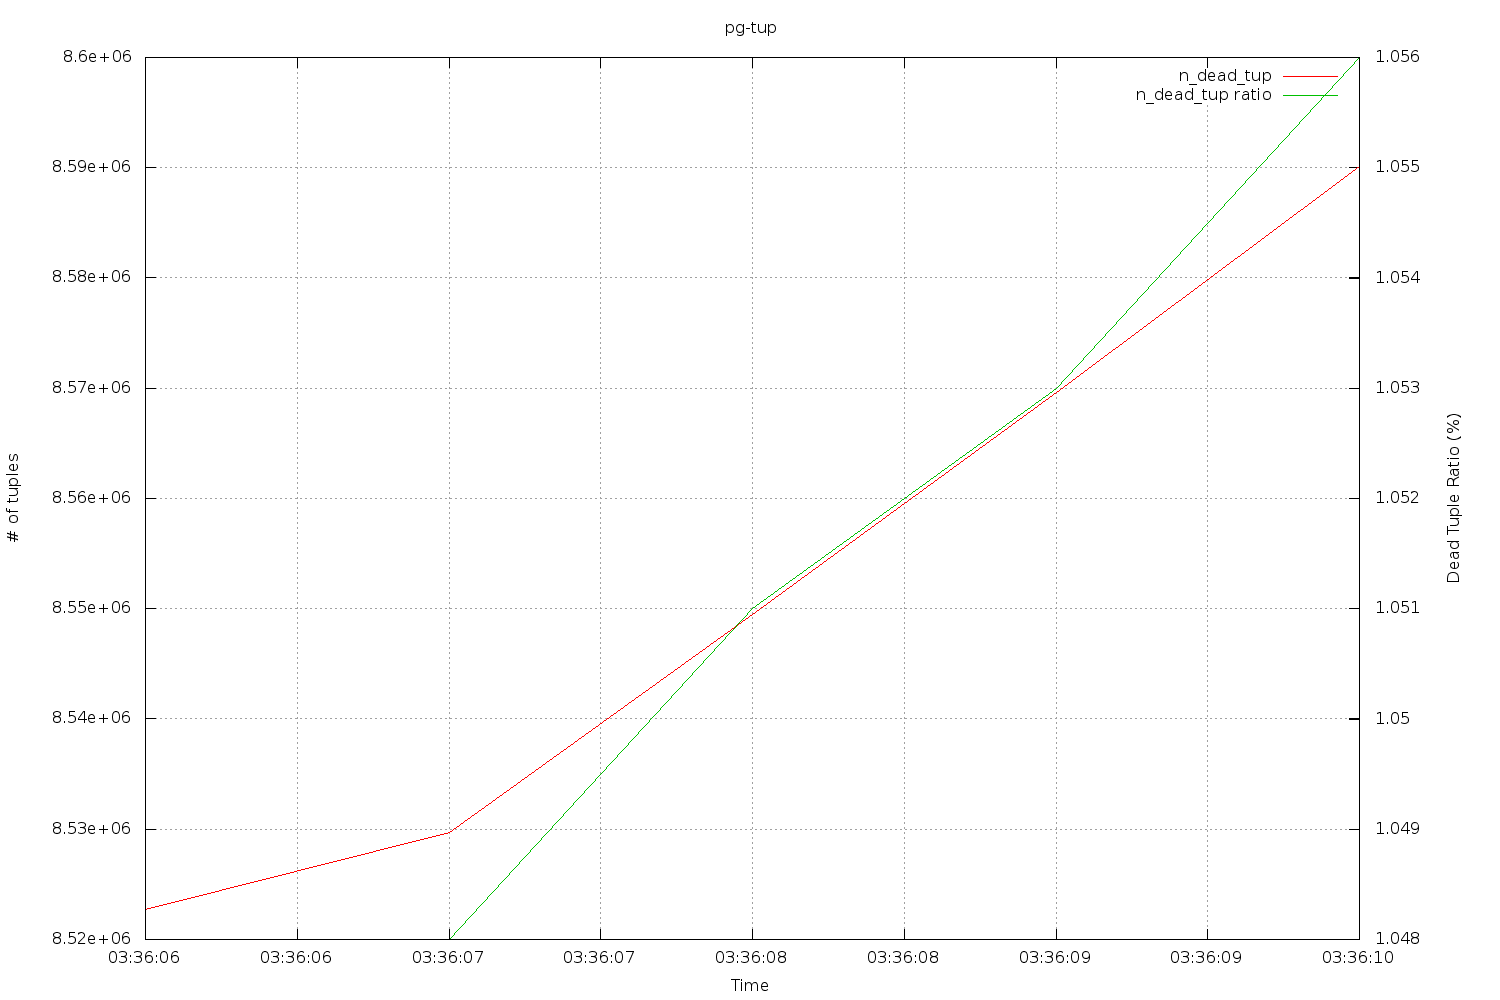 pg-tup
8.6e+06
8.59e+06
8.58e+06
8.57e+06
8.56e+06
8.55e+06
8.54e+06
8.53e+06
8.52e+06
# of tuples
n_dead_tup
n_dead_tup ratio
1.056
1.055
1.054
1.053
1.052
1.051
1.05
1.049
1.048
Dead Tuple Ratio (%)
03:36:06 03:36:06 03:36:07 03:36:07 03:36:08 03:36:08 03:36:09 03:36:09 03:36:10
Time